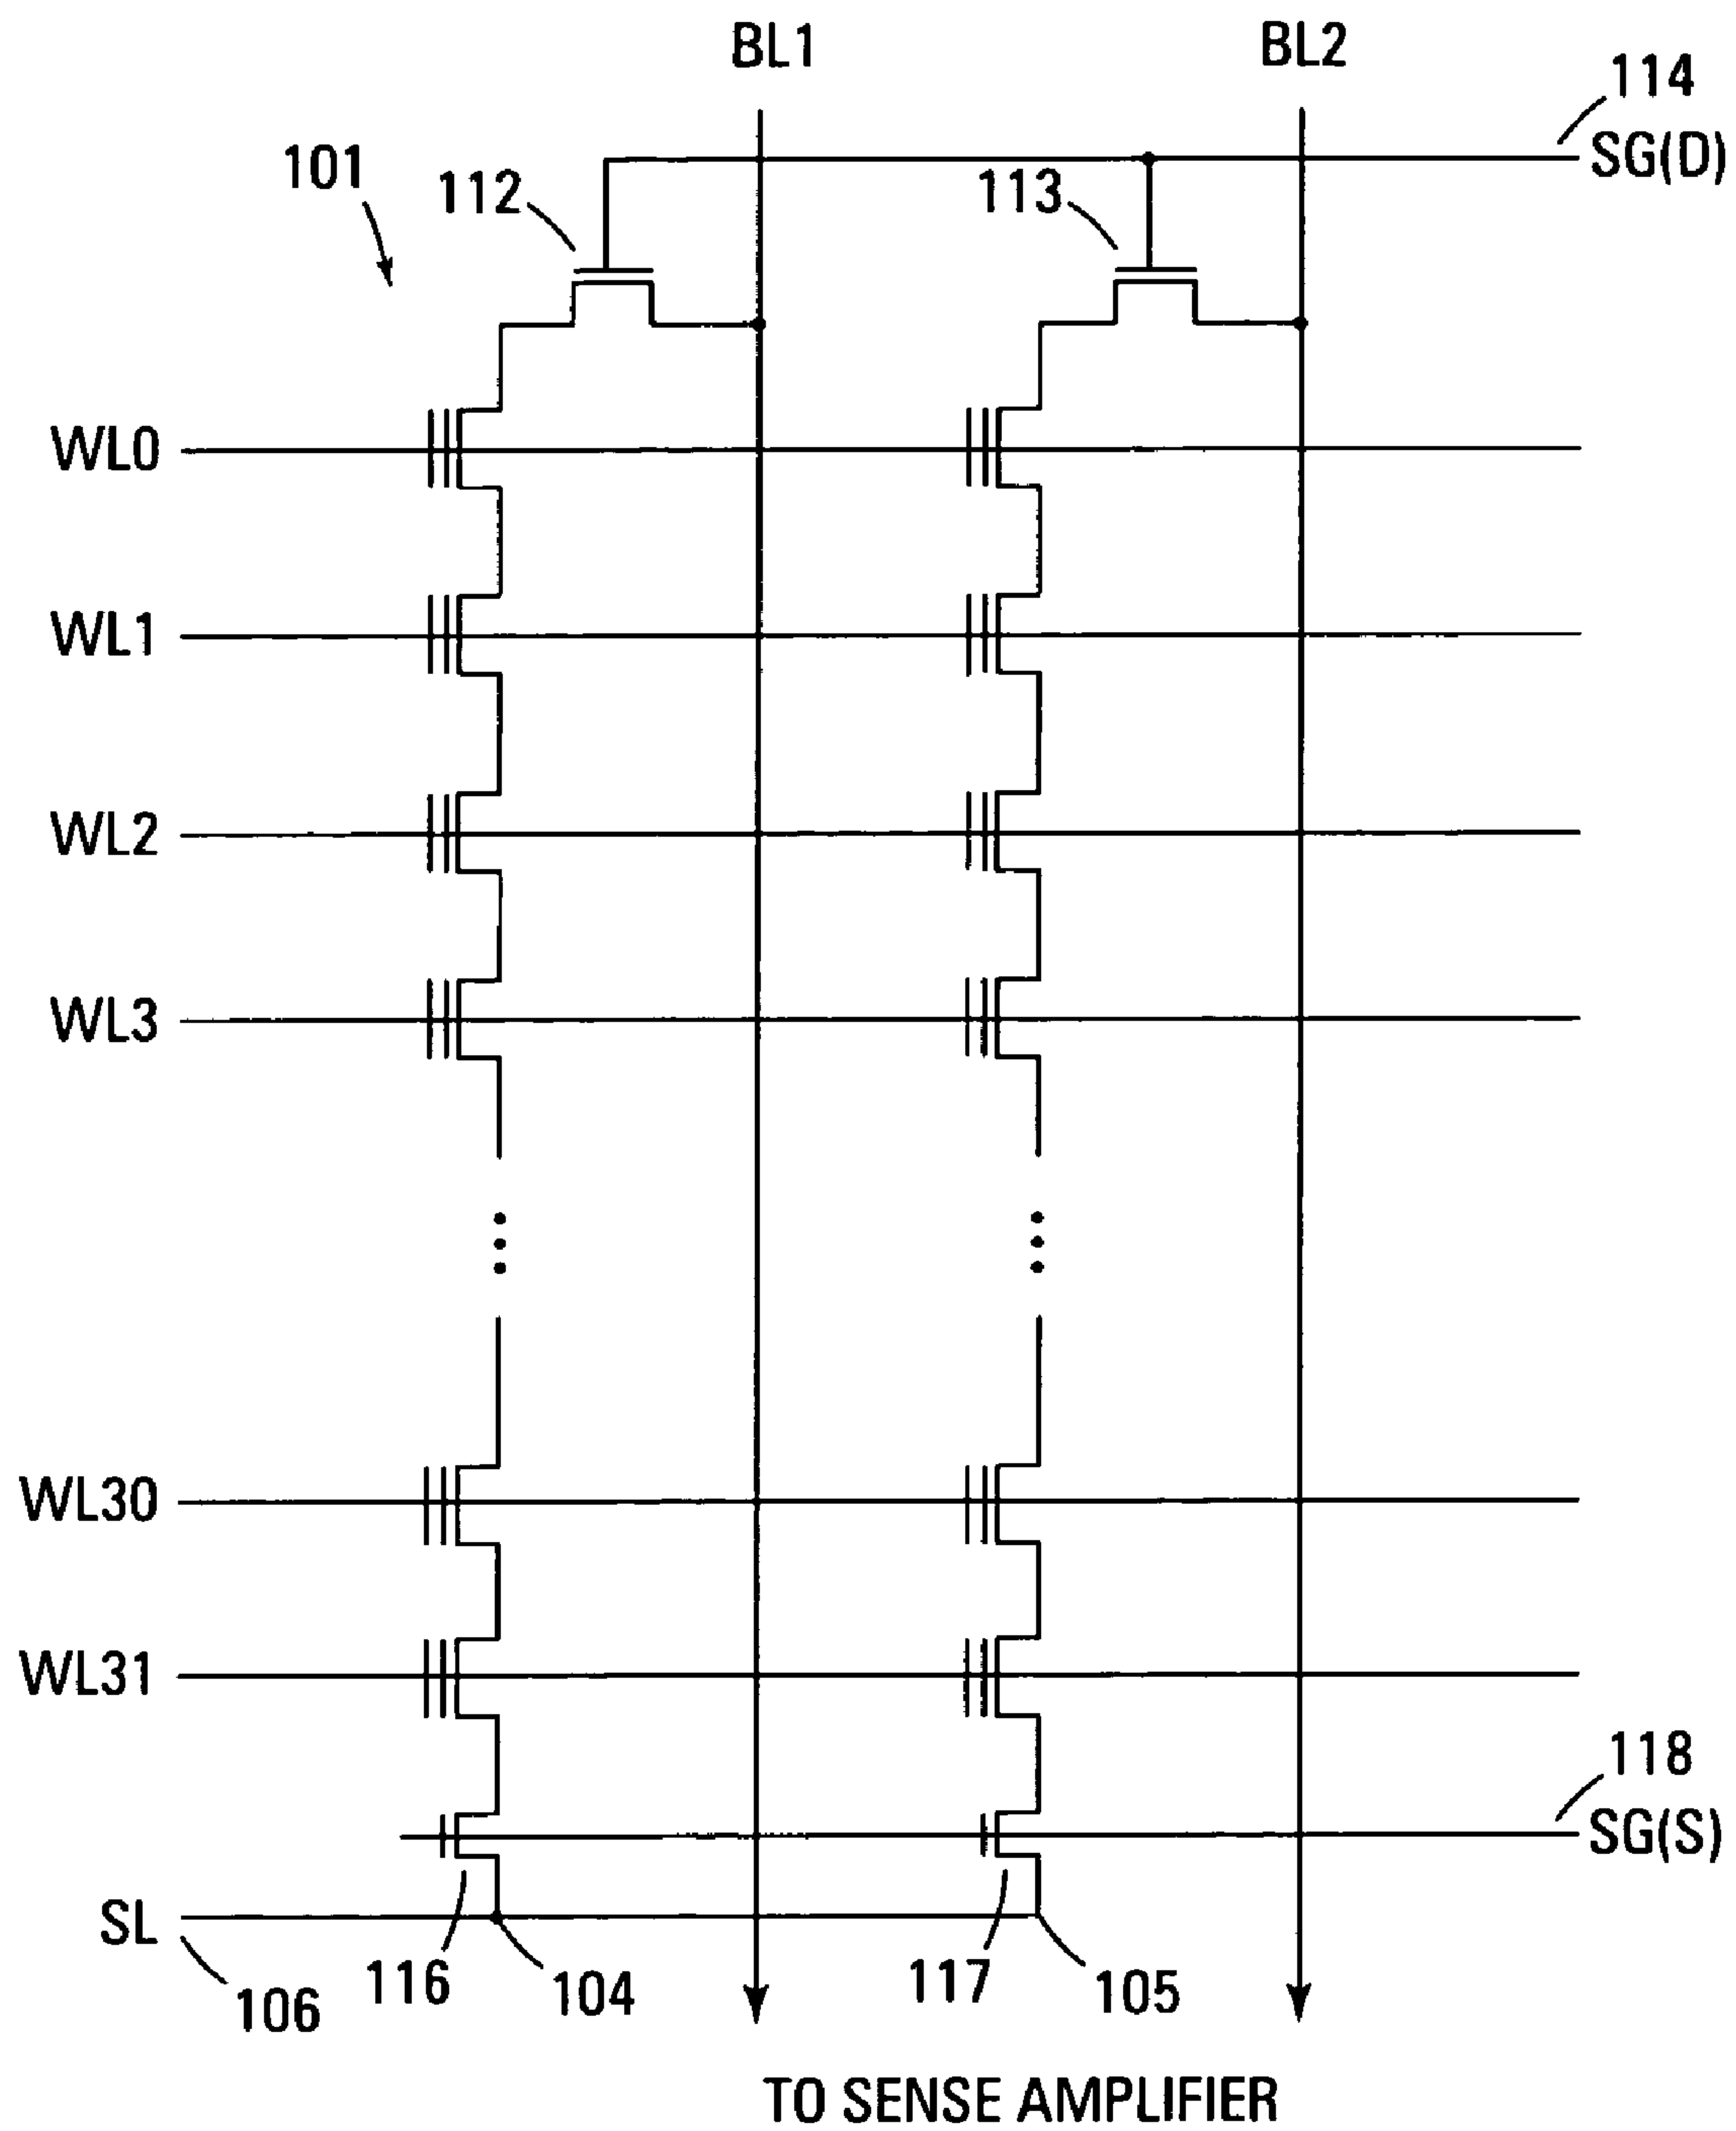 BL1
BL2
114
SG(D)
101
112
113
WL0
WL1
WL2
WL3
WL30
WL31
118
SG(S)
SL
106
116
104
117
105
TO SENSE AMPLIFIER